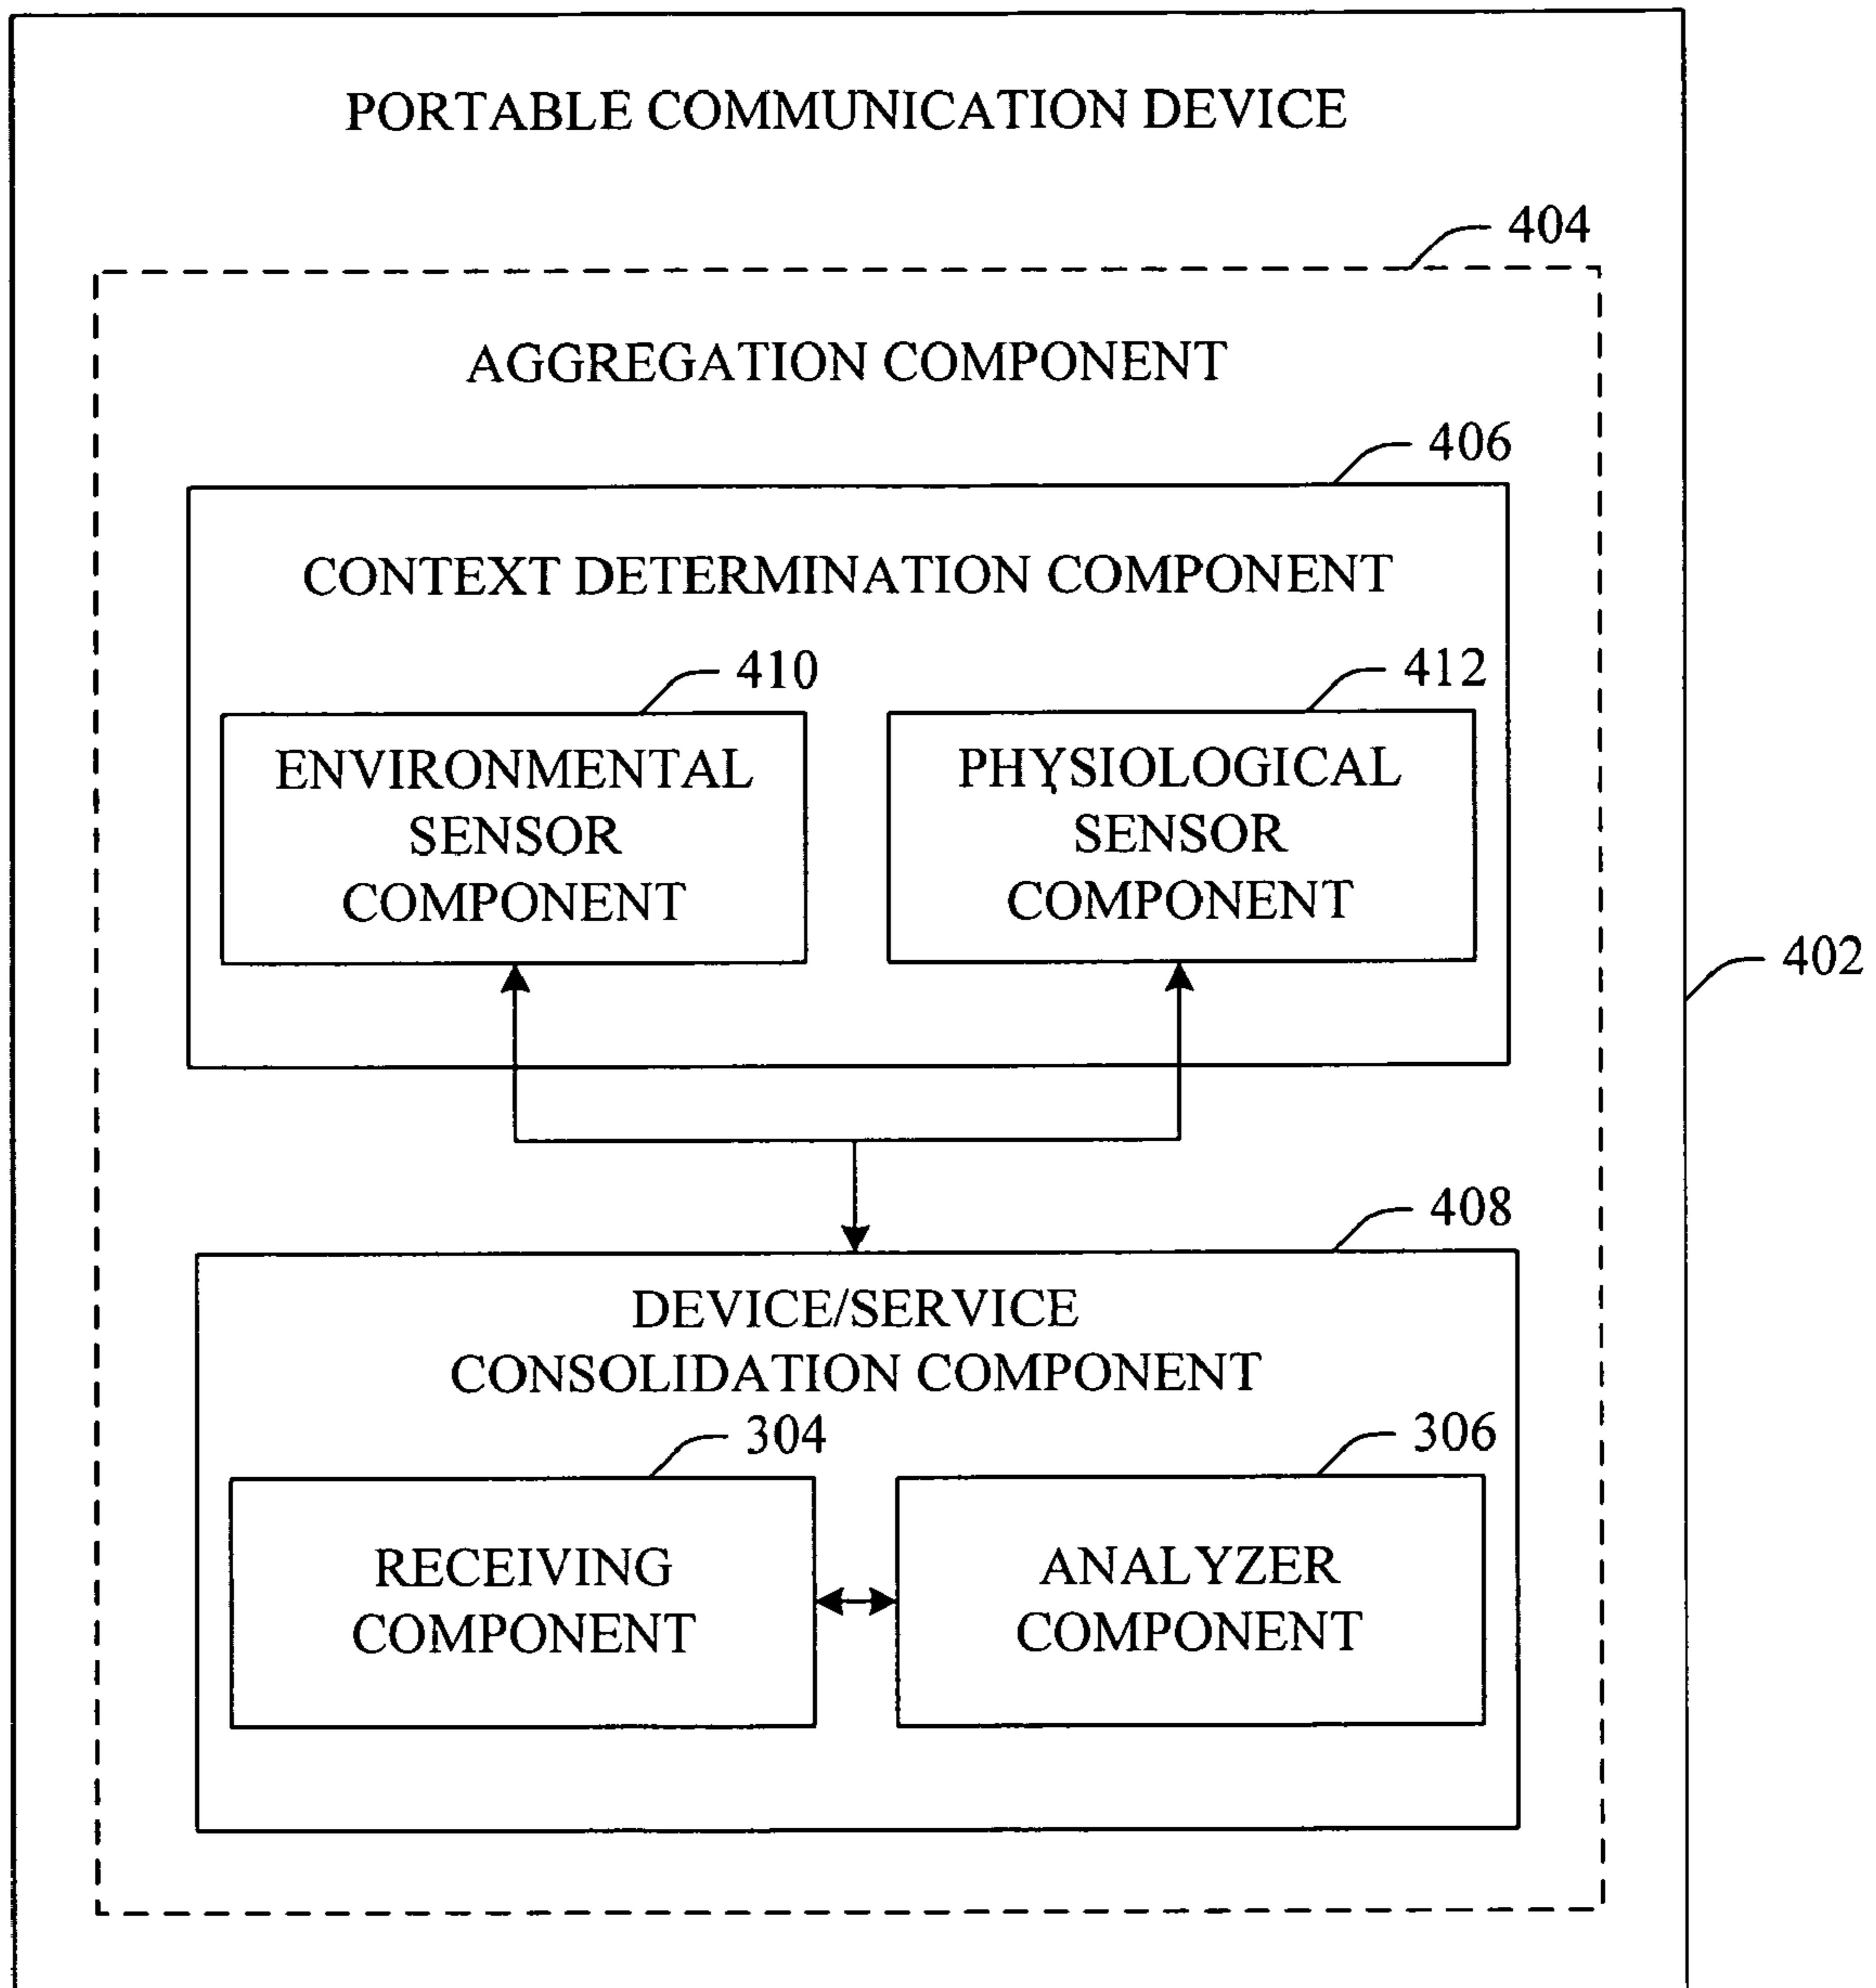 PORTABLE COMMUNICATION DEVICE
404
AGGREGATION COMPONENT
406
CONTEXT DETERMINATION COMPONENT
410
412
ENVIRONMENTAL
SENSOR
COMPONENT
PHYSIOLOGICAL
SENSOR
COMPONENT
402
408
DEVICE/SERVICE
CONSOLIDATION COMPONENT
304
306
RECEIVING
COMPONENT
ANALYZER
COMPONENT